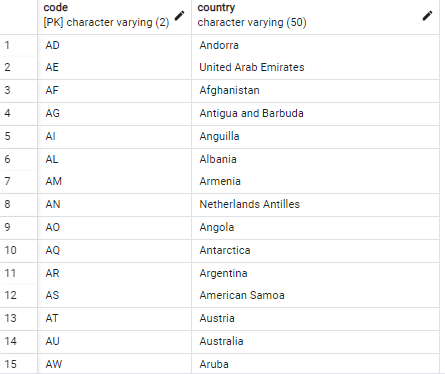 code country
[PK] character varying (2) character varying (50)
1 AD Andorra
2 AE United Arab Emirates
3 AF Afghanistan
4 AG Antigua and Barbuda
5 AI Anguilla
6 AL Albania
7 AM Armenia
8 AN Netherlands Antilles
9 AO Angola
10 AQ Antarctica
11 AR Argentina
12 AS American Samoa
13 AT Austria
14 AU Australia
15 AW Aruba